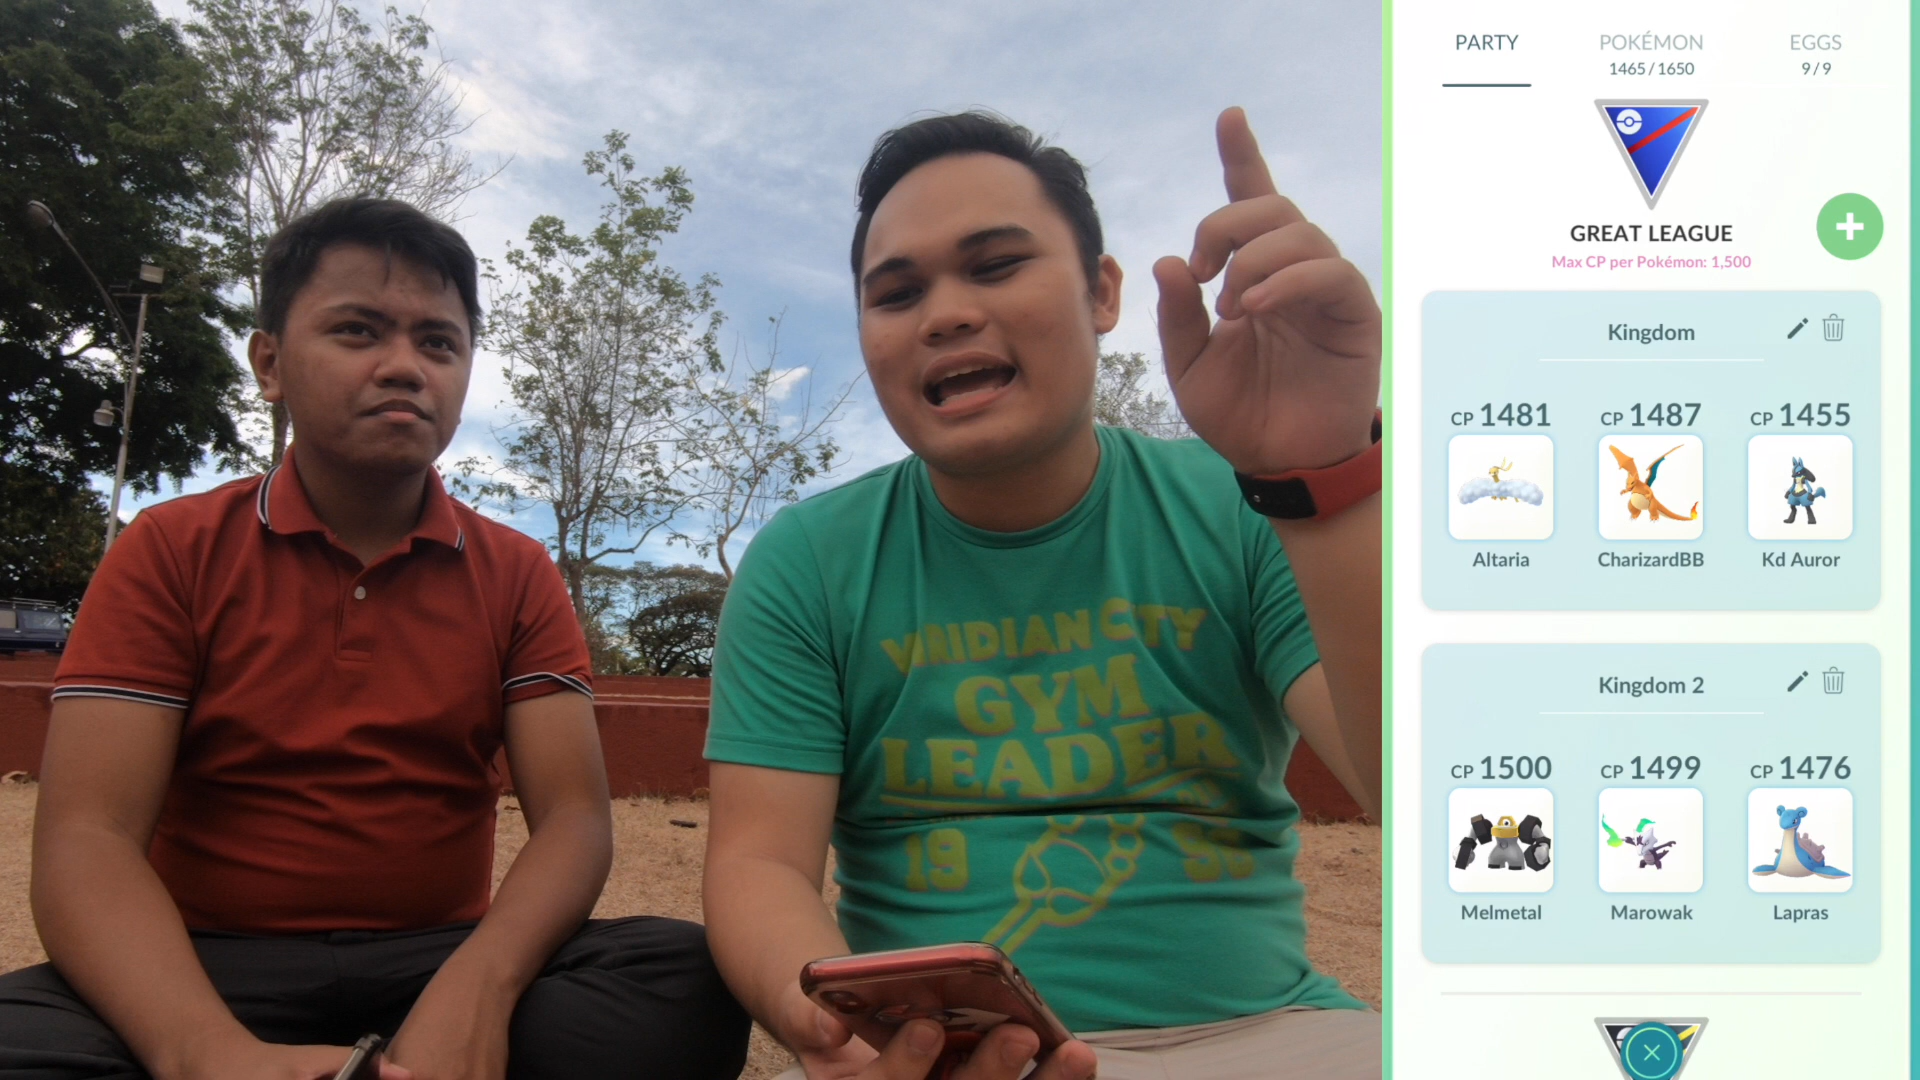 PARTY
POKÉMON
1465/1650
EGGS
9/9
GREAT LEAGUE
Max CP per Pokémon: 1,500
Kingdom
CP 1481
CP 1487
CP 1455
Altaria
CharizardBB
Kd Auror
Kingdom 2
CP 1500
CP 1499
CP 1476
Melmetal
Marowak
Lapras
VIRIDIAN CITY
GYM
LEADER
19